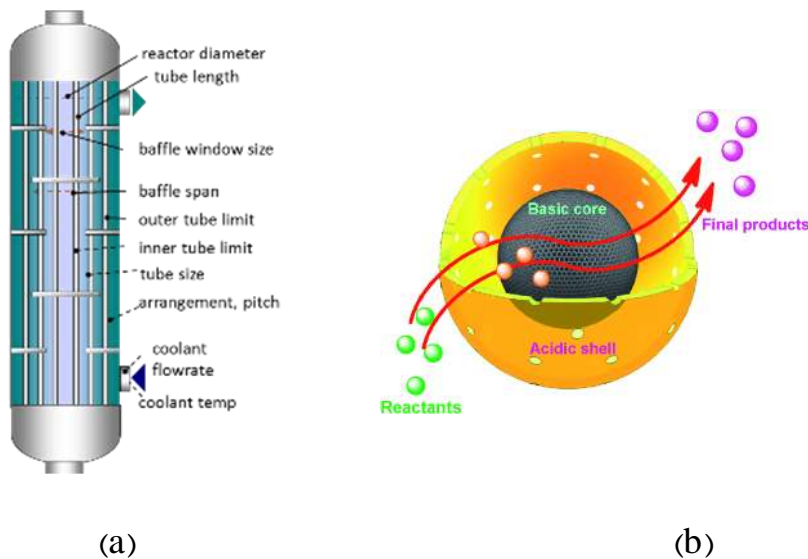 reactor diameter
tube length
baffle window size
baffle span
outer tube limit
inner tube limit
tube size
arrangement, pitch
coolant
flowrate
coolant temp
Basic core
Final products
Acidic shell
Reactants
(a)
(b)